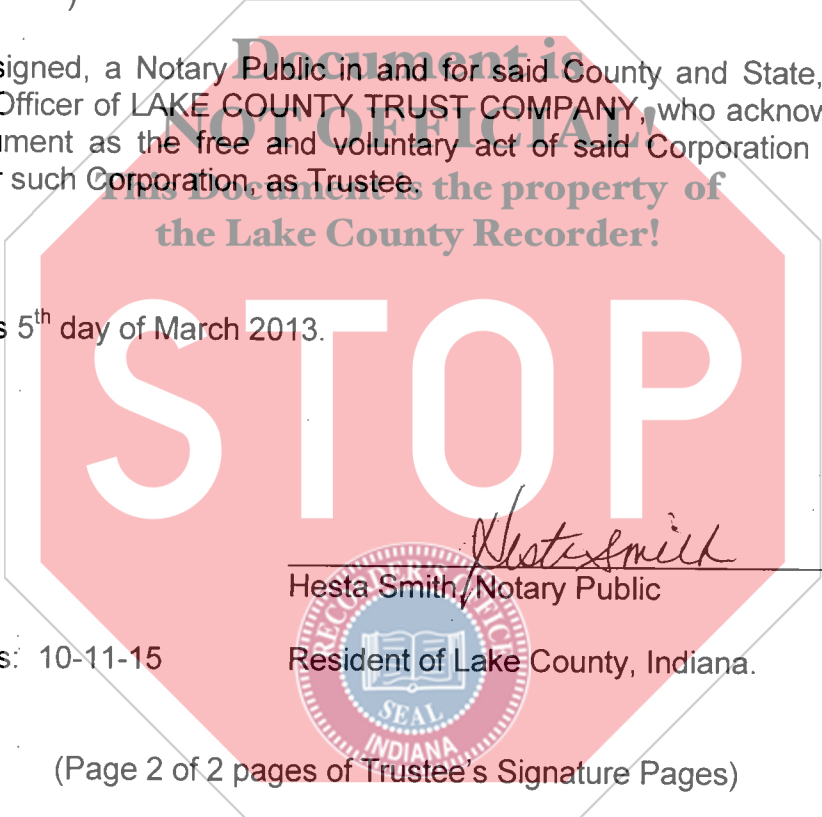 )
Document is
signed, a Notary Public in and for said County and State,
Officer of LAKE COUNTY TRUST COMPANY, who acknow
NOT OFFICIAL!
ument as the free and voluntary act of said Corporation
r such Corporation, as Trustee.
This Document is the property of
the Lake County Recorder!
s 5th day of March 2013.
STOP
Hesta Smith
Hesta Smith, Notary Public
RECORDER'S OFFICE
s: 10-11-15 Resident of Lake County, Indiana.
SEAL
INDIANA
(Page 2 of 2 pages of Trustee's Signature Pages)